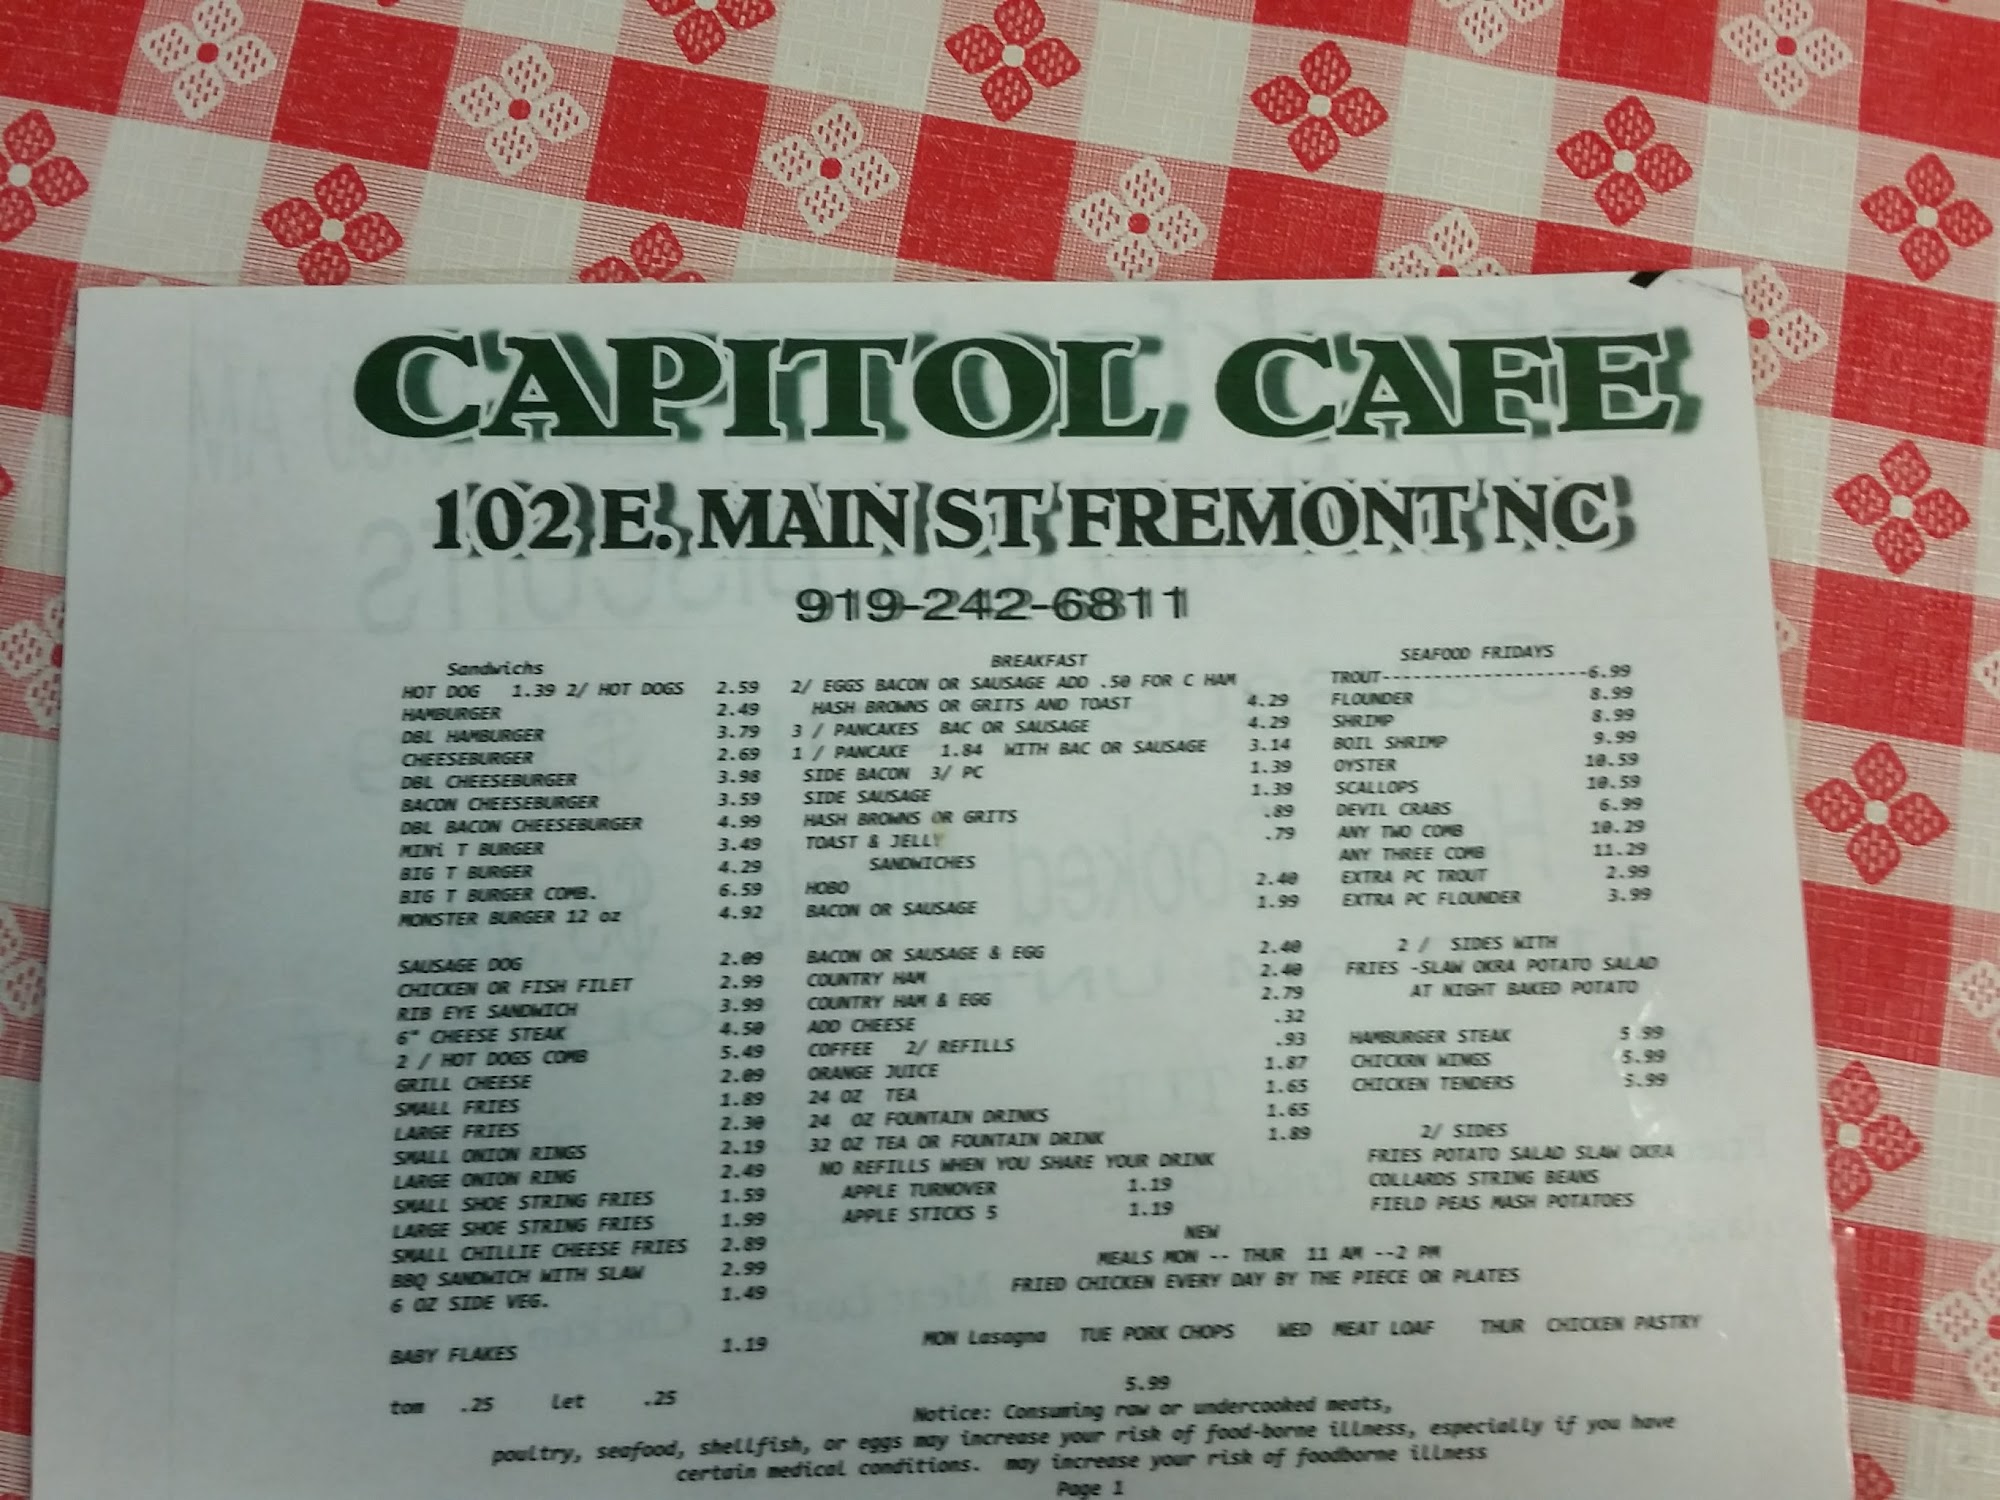 CAPITOL CAFE
102 E. MAIN ST FREMONT NC
919-242-6811
Sandwichs
HOT DOG 1.39 2/ HOT DOGS 2.59
HAMBURGER 2.49
DBL HAMBURGER 3.79
CHEESEBURGER 2.69
DBL CHEESEBURGER 3.98
BACON CHEESEBURGER 3.59
DBL BACON CHEESEBURGER 4.99
MINi T BURGER 3.49
BIG T BURGER 4.29
BIG T BURGER COMB. 6.59
MONSTER BURGER 12 oz 4.92
SAUSAGE DOG 2.09
CHICKEN OR FISH FILET 2.99
RIB EYE SANDWICH 3.99
6" CHEESE STEAK 4.50
2 / HOT DOGS COMB 5.49
GRILL CHEESE 2.09
SMALL FRIES 1.89
LARGE FRIES 2.30
SMALL ONION RINGS 2.19
LARGE ONION RING 2.49
SMALL SHOE STRING FRIES 1.59
LARGE SHOE STRING FRIES 1.99
SMALL CHILLIE CHEESE FRIES 2.89
BBQ SANDWICH WITH SLAW 2.99
6 OZ SIDE VEG. 1.49
BABY FLAKES 1.19
tom .25 let .25
BREAKFAST
2/ EGGS BACON OR SAUSAGE ADD .50 FOR C HAM
HASH BROWNS OR GRITS AND TOAST 4.29
3 / PANCAKES BAC OR SAUSAGE 4.29
1 / PANCAKE 1.84 WITH BAC OR SAUSAGE 3.14
SIDE BACON 3/ PC 1.39
SIDE SAUSAGE 1.39
HASH BROWNS OR GRITS .89
TOAST & JELLY .79
SANDWICHES
HOBO 2.40
BACON OR SAUSAGE 1.99
BACON OR SAUSAGE & EGG 2.40
COUNTRY HAM 2.40
COUNTRY HAM & EGG 2.79
ADD CHEESE .32
COFFEE 2/ REFILLS .93
ORANGE JUICE 1.87
24 OZ TEA 1.65
24 OZ FOUNTAIN DRINKS 1.65
32 OZ TEA OR FOUNTAIN DRINK 1.89
NO REFILLS WHEN YOU SHARE YOUR DRINK
APPLE TURNOVER 1.19
APPLE STICKS 5 1.19
SEAFOOD FRIDAYS
TROUT-------------------6.99
FLOUNDER 8.99
SHRIMP 8.99
BOIL SHRIMP 9.99
OYSTER 10.59
SCALLOPS 10.59
DEVIL CRABS 6.99
ANY TWO COMB 10.29
ANY THREE COMB 11.29
EXTRA PC TROUT 2.99
EXTRA PC FLOUNDER 3.99
2 / SIDES WITH
FRIES -SLAW OKRA POTATO SALAD
AT NIGHT BAKED POTATO
HAMBURGER STEAK 5.99
CHICKRN WINGS 5.99
CHICKEN TENDERS 5.99
2/ SIDES
FRIES POTATO SALAD SLAW OKRA
COLLARDS STRING BEANS
FIELD PEAS MASH POTATOES
NEW
MEALS MON -- THUR 11 AM --2 PM
FRIED CHICKEN EVERY DAY BY THE PIECE OR PLATES
MON Lasagna TUE PORK CHOPS WED MEAT LOAF THUR CHICKEN PASTRY
5.99
Notice: Consuming raw or undercooked meats,
poultry, seafood, shellfish, or eggs may increase your risk of food-borne illness, especially if you have
certain medical conditions. may increase your risk of foodborne illness
Page 1